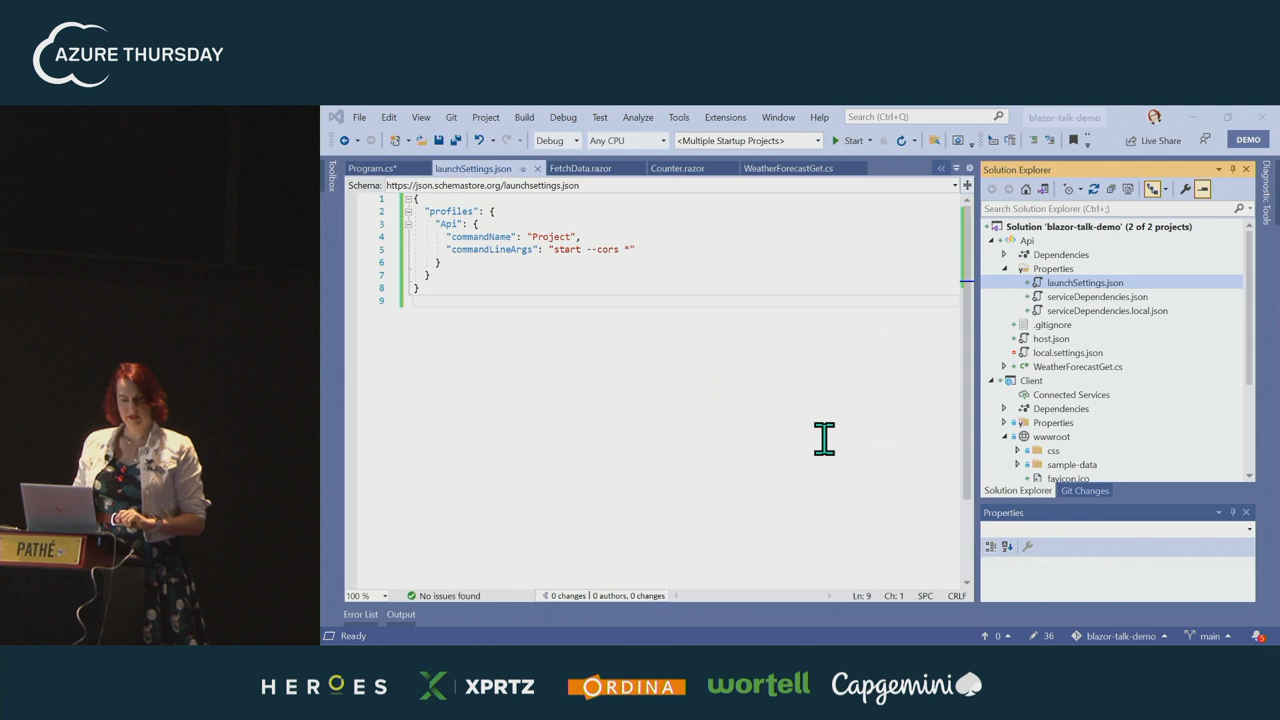 AZURE THURSDAY
File Edit View Git Project Build Debug Test Analyze Tools Extensions Window Help Search (Ctrl+Q) blazor-talk-demo
Debug Any CPU <Multiple Startup Projects> Start Live Share DEMO
Toolbox
Program.cs* launchSettings.json FetchData.razor Counter.razor WeatherForecastGet.cs
Schema: https://json.schemastore.org/launchsettings.json
1 {
2 "profiles": {
3 "Api": {
4 "commandName": "Project",
5 "commandLineArgs": "start --cors *"
6 }
7 }
8 }
9
100 % No issues found 0 changes | 0 authors, 0 changes Ln: 9 Ch: 1 SPC CRLF
Error List Output
Ready 0 36 blazor-talk-demo main 5
Solution Explorer
Search Solution Explorer (Ctrl+;)
Solution 'blazor-talk-demo' (2 of 2 projects)
Api
Dependencies
Properties
launchSettings.json
serviceDependencies.json
serviceDependencies.local.json
.gitignore
host.json
local.settings.json
WeatherForecastGet.cs
Client
Connected Services
Dependencies
Properties
wwwroot
css
sample-data
favicon.ico
Solution Explorer Git Changes
Properties
Diagnostic Tools
PATHÉ
HEROES XPRTZ ORDINA wortell Capgemini